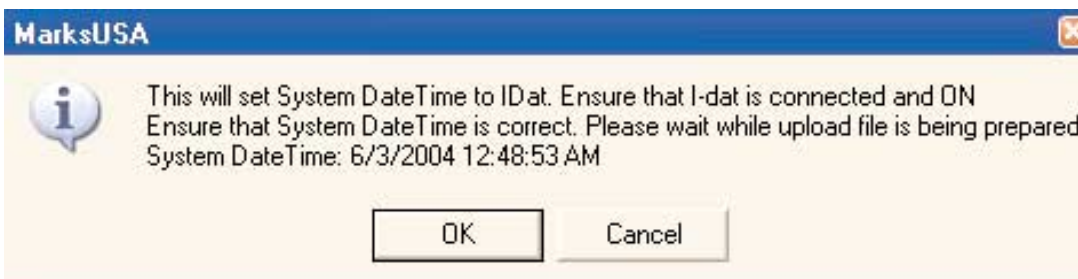 MarksUSA
This will set System DateTime to IDat. Ensure that I-dat is connected and ON
Ensure that System DateTime is correct. Please wait while upload file is being prepared
System DateTime: 6/3/2004 12:48:53 AM
OK Cancel